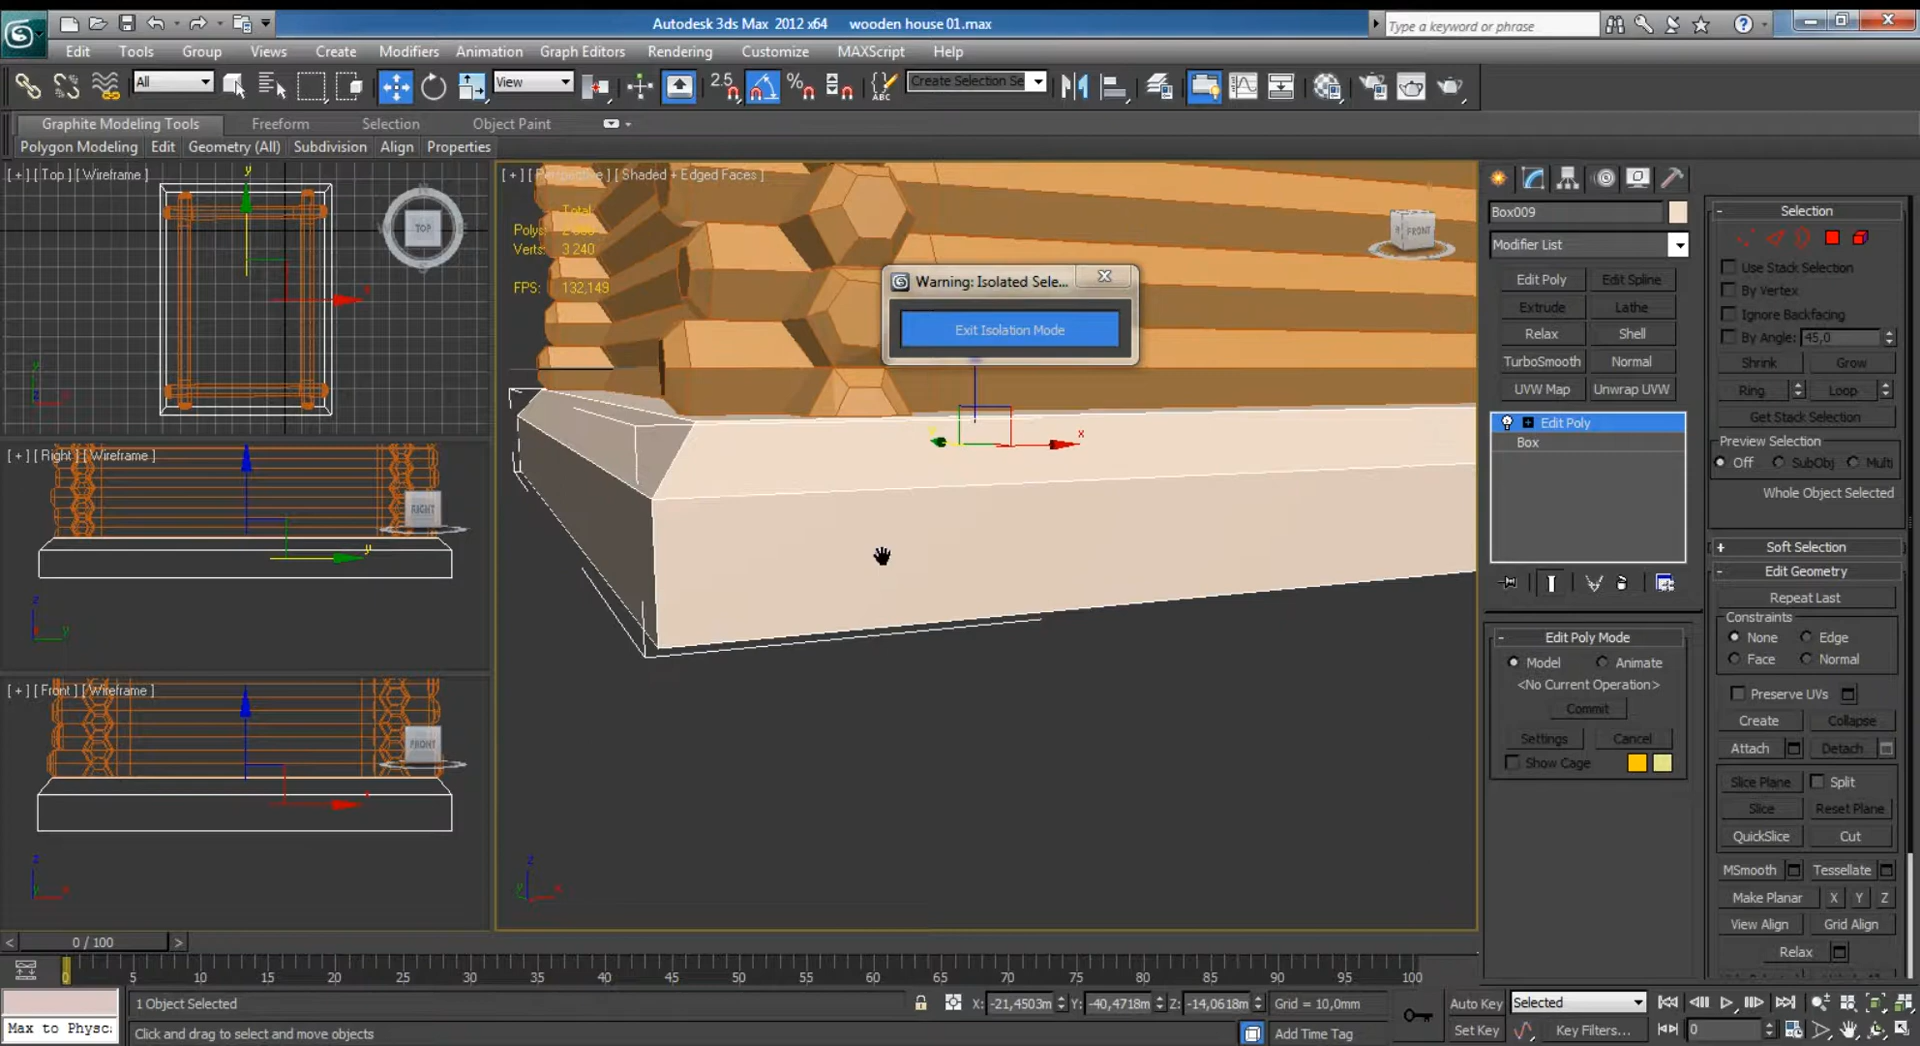 Autodesk 3ds Max 2012 x64 wooden house 01.max
Type a keyword or phrase
Edit Tools Group Views Create Modifiers Animation Graph Editors Rendering Customize MAXScript Help
All
View
2.5
%
ABC
Create Selection Se
Graphite Modeling Tools Freeform Selection Object Paint
Polygon Modeling Edit Geometry (All) Subdivision Align Properties
[ + ] [ Top ] [ Wireframe ]
y
x
TOP
[ + ] [ Right ] [ Wireframe ]
RIGHT
y
z
y
[ + ] [ Front ] [ Wireframe ]
FRONT
x
z
x
[ + ] [ Perspective ] [ Shaded + Edged Faces ]
Total
Polys:
Verts: 3 240
FPS: 132,149
FRONT
Warning: Isolated Sele...
Exit Isolation Mode
x
z
y
x
Box009
Modifier List
Edit Poly Edit Spline
Extrude Lathe
Relax Shell
TurboSmooth Normal
UVW Map Unwrap UVW
Edit Poly
Box
- Edit Poly Mode
Model Animate
<No Current Operation>
Commit
Settings Cancel
Show Cage
- Selection
Use Stack Selection
By Vertex
Ignore Backfacing
By Angle: 45,0
Shrink Grow
Ring Loop
Get Stack Selection
Preview Selection
Off SubObj Multi
Whole Object Selected
+ Soft Selection
- Edit Geometry
Repeat Last
Constraints
None Edge
Face Normal
Preserve UVs
Create Collapse
Attach Detach
Slice Plane Split
Slice Reset Plane
QuickSlice Cut
MSmooth Tessellate
Make Planar X Y Z
View Align Grid Align
Relax
< 0 / 100 >
0 5 10 15 20 25 30 35 40 45 50 55 60 65 70 75 80 85 90 95 100
1 Object Selected X: -21,4503m Y: -40,4718m Z: -14,0618m Grid = 10,0mm Auto Key Selected
Max to Physc: Click and drag to select and move objects Add Time Tag Set Key Key Filters... 0